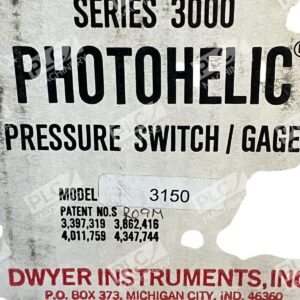 SERIES 3000
PHOTOHELIC®
PRESSURE SWITCH / GAGE
MODEL 3150
PATENT NO.S RO9M
3,397,319 3,862,416
4,011,759 4,347,744
DWYER INSTRUMENTS, INC
P.O. BOX 373, MICHIGAN CITY, IND. 46360